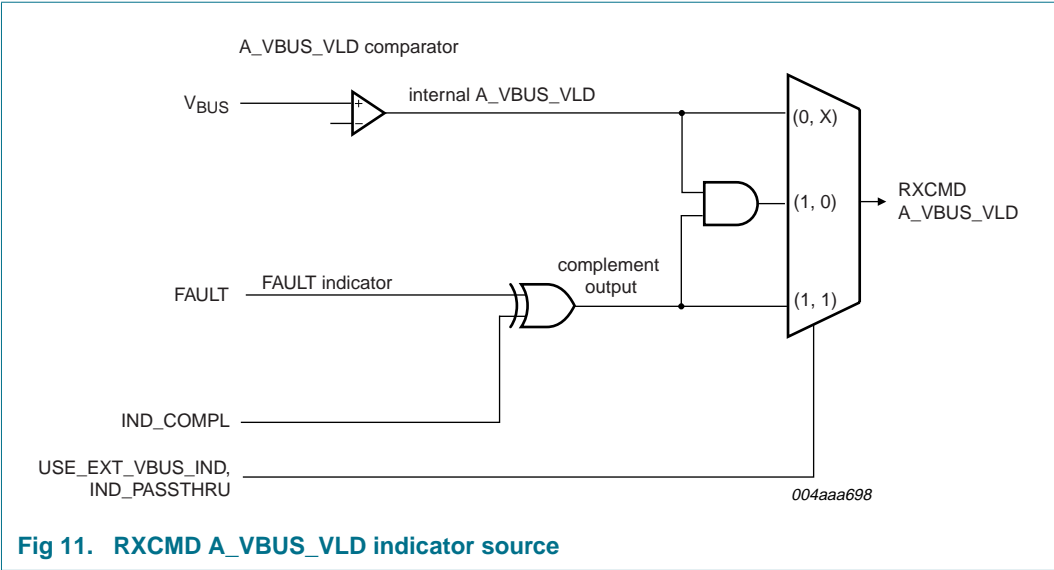 A_VBUS_VLD comparator
VBUS
+
−
internal A_VBUS_VLD
(0, X)
(1, 0)
RXCMD
A_VBUS_VLD
complement
output
FAULT
FAULT indicator
(1, 1)
IND_COMPL
USE_EXT_VBUS_IND,
IND_PASSTHRU
004aaa698
Fig 11. RXCMD A_VBUS_VLD indicator source